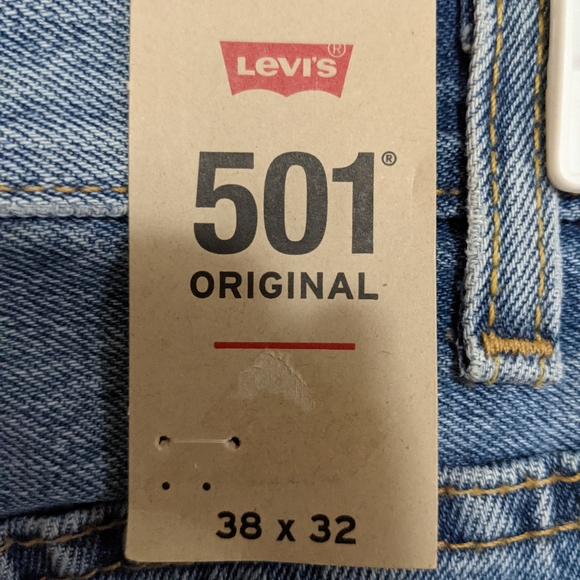 LEVI'S®
501®
ORIGINAL
38 x 32